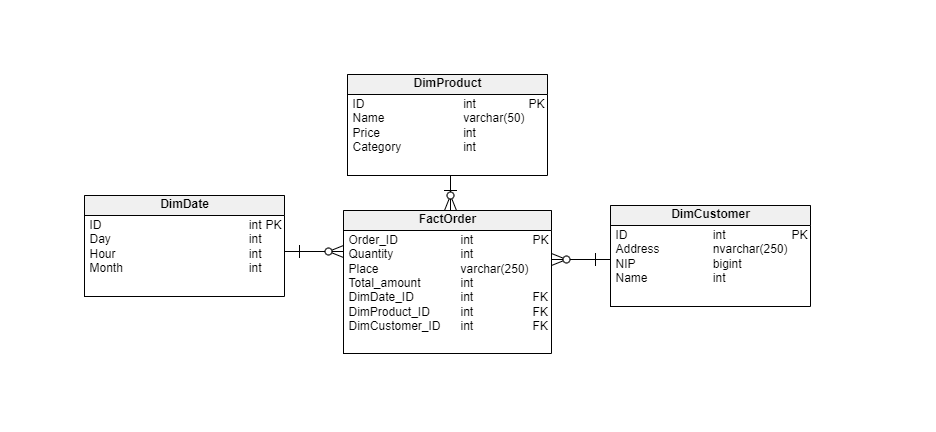 DimProduct
ID int PK
Name varchar(50)
Price int
Category int
DimDate
ID int PK
Day int
Hour int
Month int
FactOrder
Order_ID int PK
Quantity int
Place varchar(250)
Total_amount int
DimDate_ID int FK
DimProduct_ID int FK
DimCustomer_ID int FK
DimCustomer
ID int PK
Address nvarchar(250)
NIP bigint
Name int